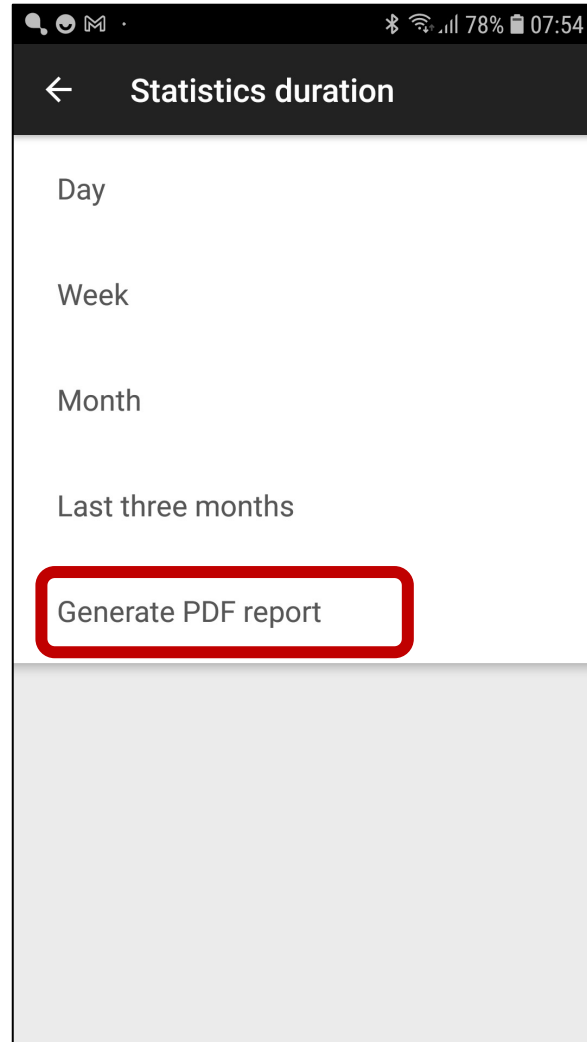 78% 07:54
Statistics duration
Day
Week
Month
Last three months
Generate PDF report